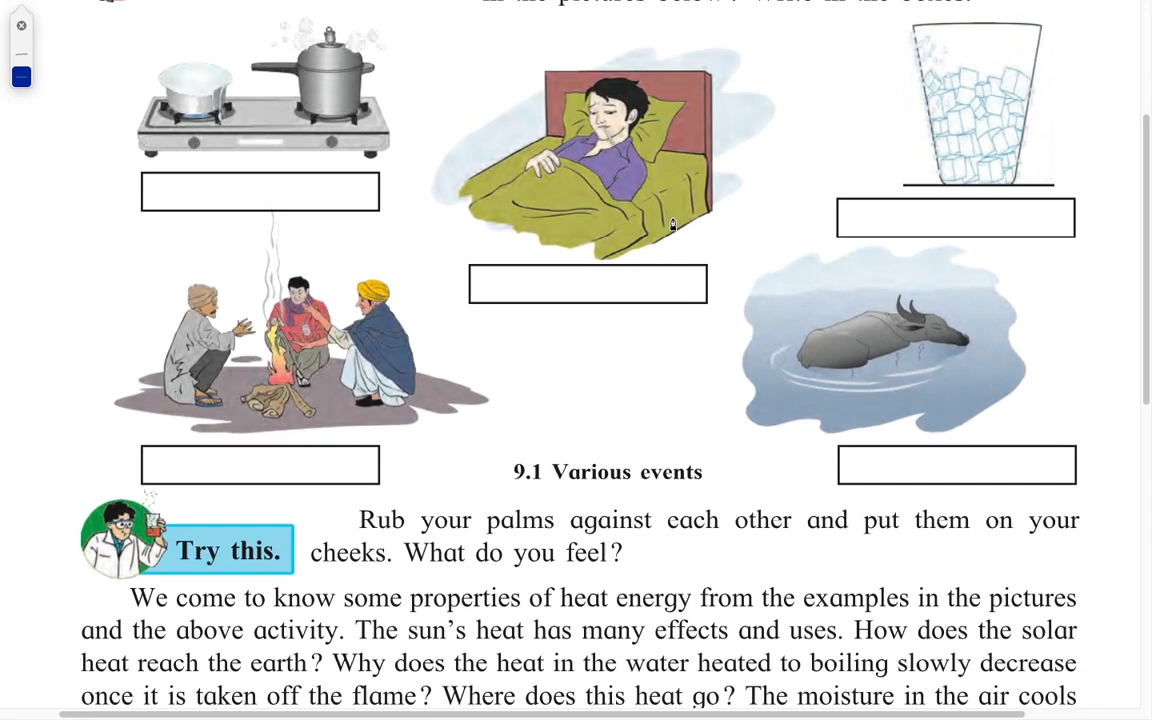 9.1 Various events
Try this.
Rub your palms against each other and put them on your
cheeks. What do you feel?
We come to know some properties of heat energy from the examples in the pictures
and the above activity. The sun's heat has many effects and uses. How does the solar
heat reach the earth? Why does the heat in the water heated to boiling slowly decrease
once it is taken off the flame? Where does this heat go? The moisture in the air cools